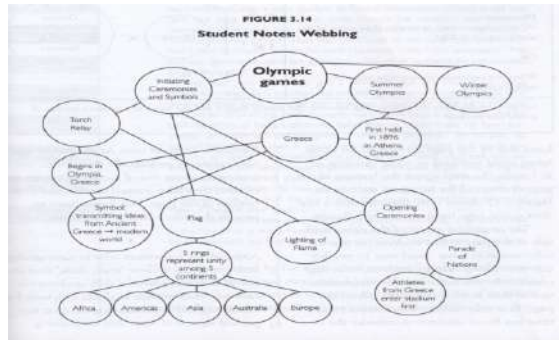 FIGURE 3.14
Student Notes: Webbing
Olympic
games
Initiating
Ceremonies
and Symbols
Summer
Olympics
Winter
Olympics
Torch
Relay
Greece
First held
in 1896
in Athens,
Greece
Begins in
Olympia,
Greece
Symbol:
transmitting ideas
from Ancient
Greece → modern
world
Flag
Opening
Ceremonies
Lighting of
Flame
Parade
of
Nations
5 rings
represent unity
among 5
continents
Athletes
from Greece
enter stadium
first
Africa
Americas
Asia
Australia
Europe